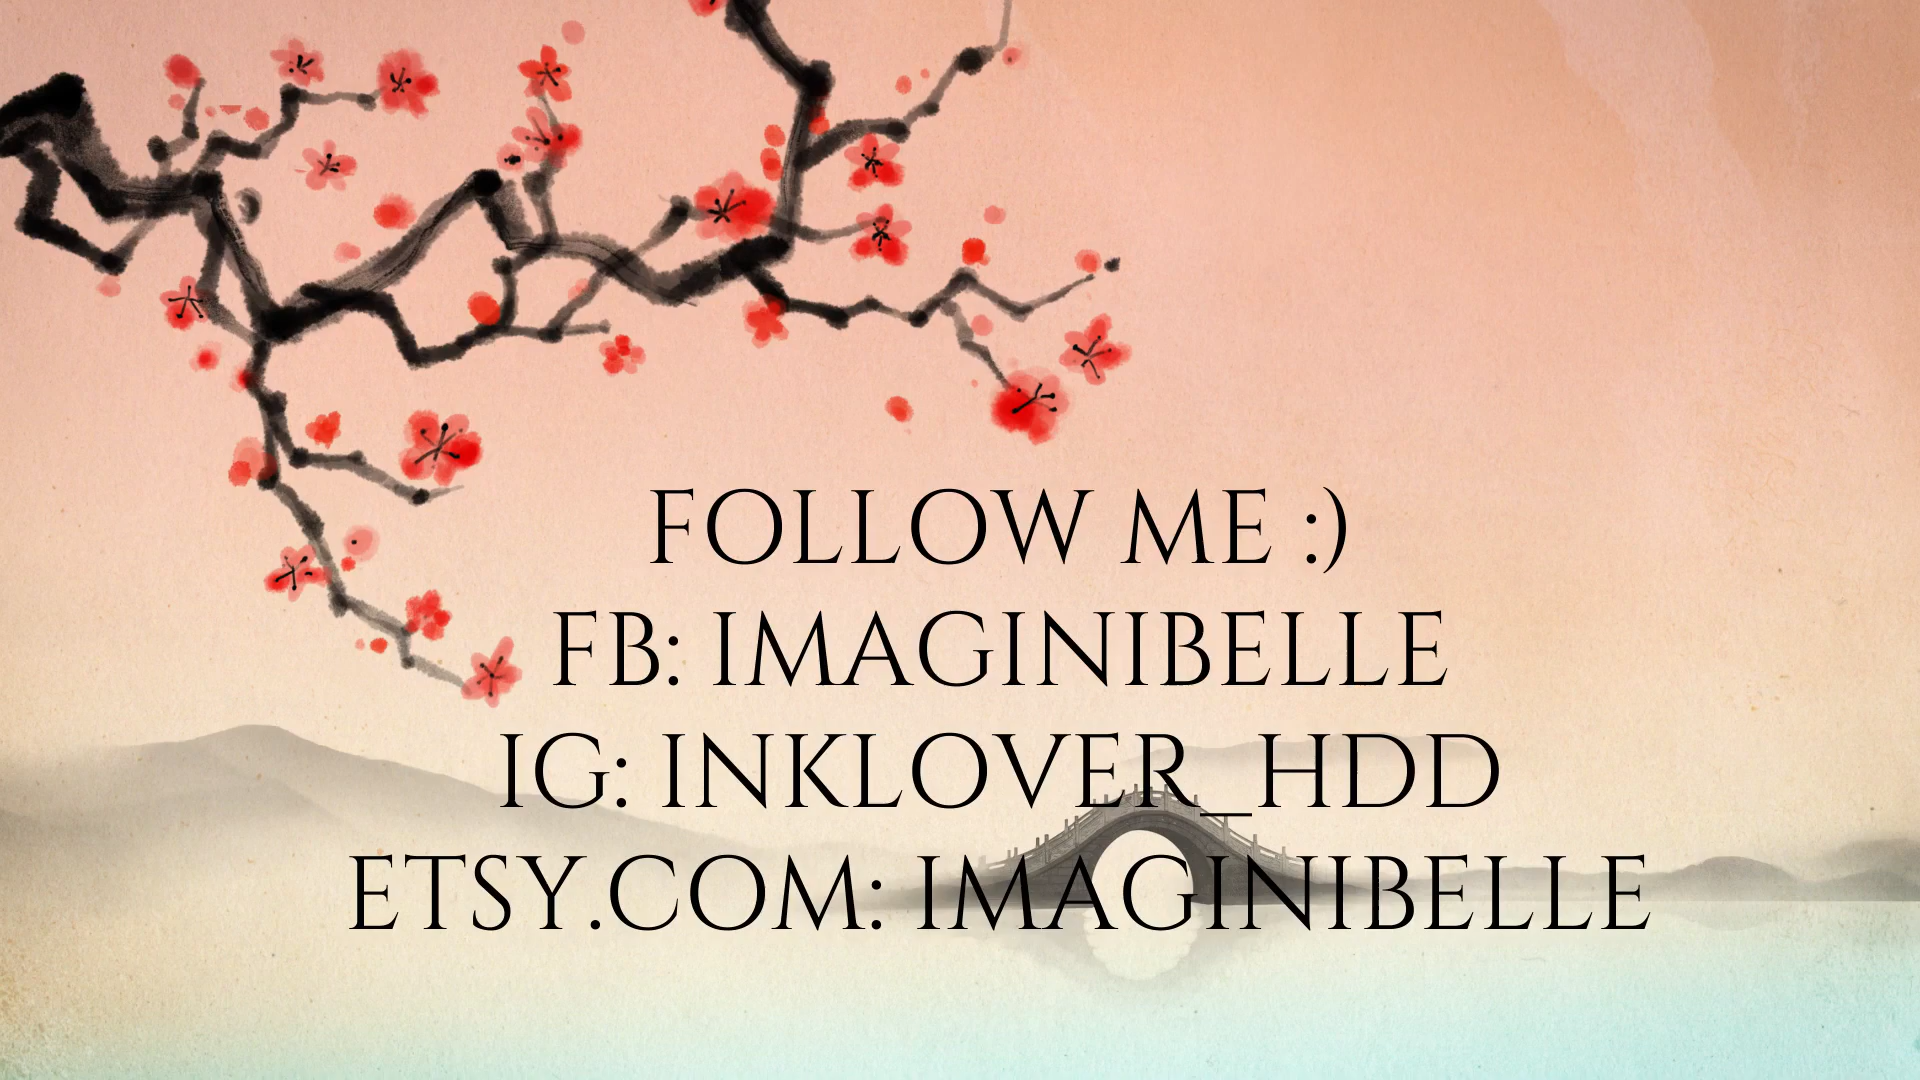 FOLLOW ME :)
FB: IMAGINIBELLE
IG: INKLOVER_HDD
ETSY.COM: IMAGINIBELLE